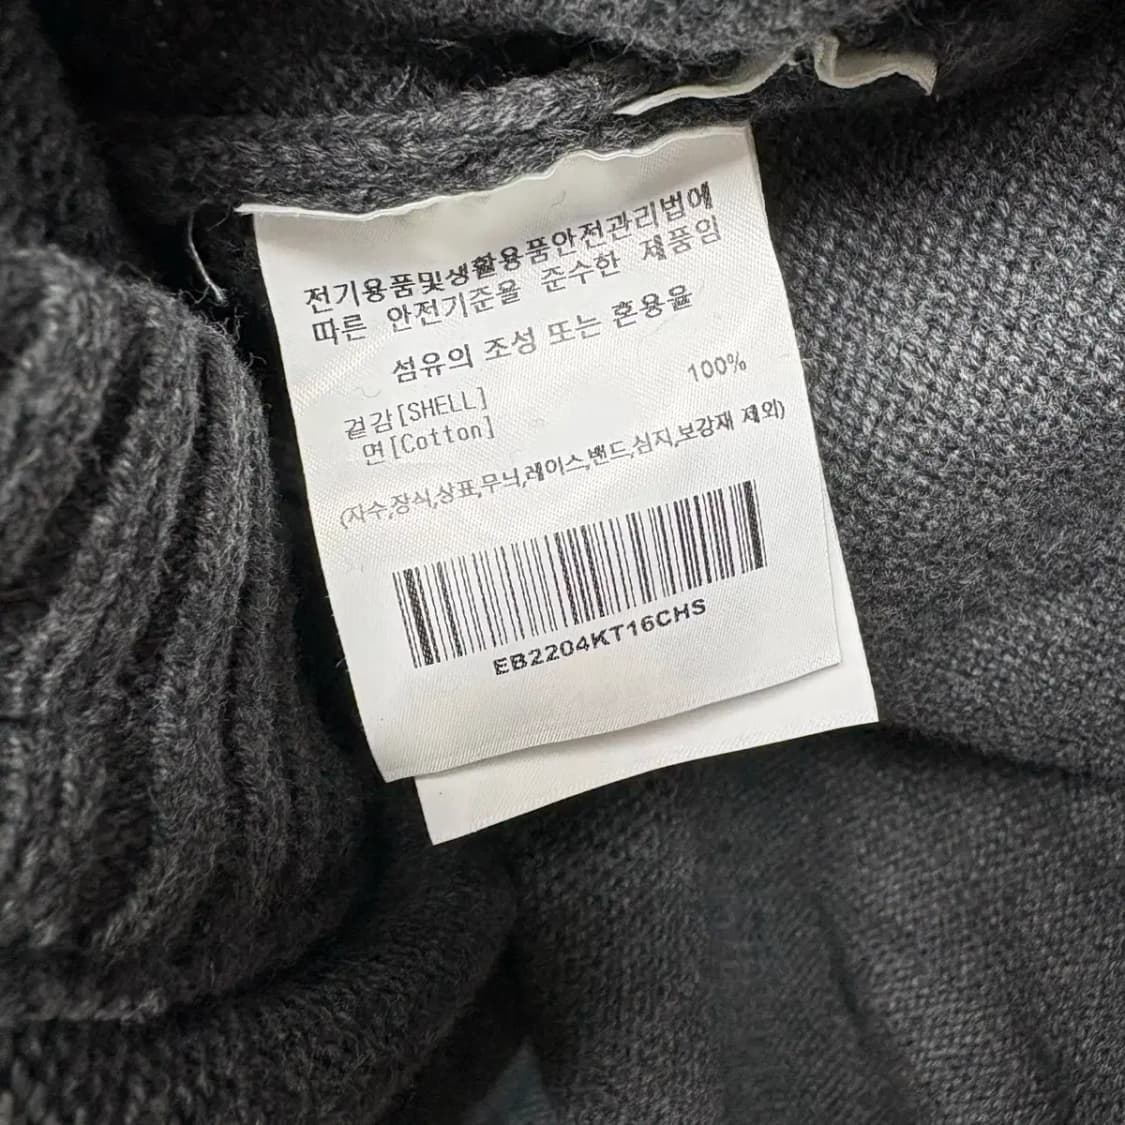 전기용품및생활용품안전관리법에
따른 안전기준을 준수한 제품임
섬유의 조성 또는 혼용율
겉감[SHELL]
면[Cotton] 100%
(자수,장식,상표,무늬,레이스,밴드,심지,보강재 제외)
EB2204KT16CHS